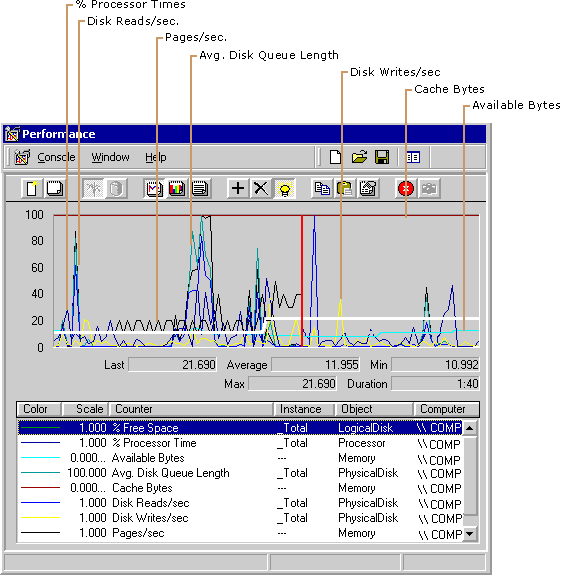 % Processor Times
Disk Reads/sec.
Pages/sec.
Avg. Disk Queue Length
Disk Writes/sec
Cache Bytes
Available Bytes
Performance
Console Window Help
100
80
60
40
20
0
Last 21.690 Average 11.955 Min 10.992
Max 21.690 Duration 1:40
Color Scale Counter Instance Object Computer
1.000 % Free Space _Total LogicalDisk \\ COMP
1.000 % Processor Time _Total Processor \\ COMP
0.000... Available Bytes --- Memory \\ COMP
100.000 Avg. Disk Queue Length _Total PhysicalDisk \\ COMP
0.000... Cache Bytes --- Memory \\ COMP
1.000 Disk Reads/sec _Total PhysicalDisk \\ COMP
1.000 Disk Writes/sec _Total PhysicalDisk \\ COMP
1.000 Pages/sec --- Memory \\ COMP